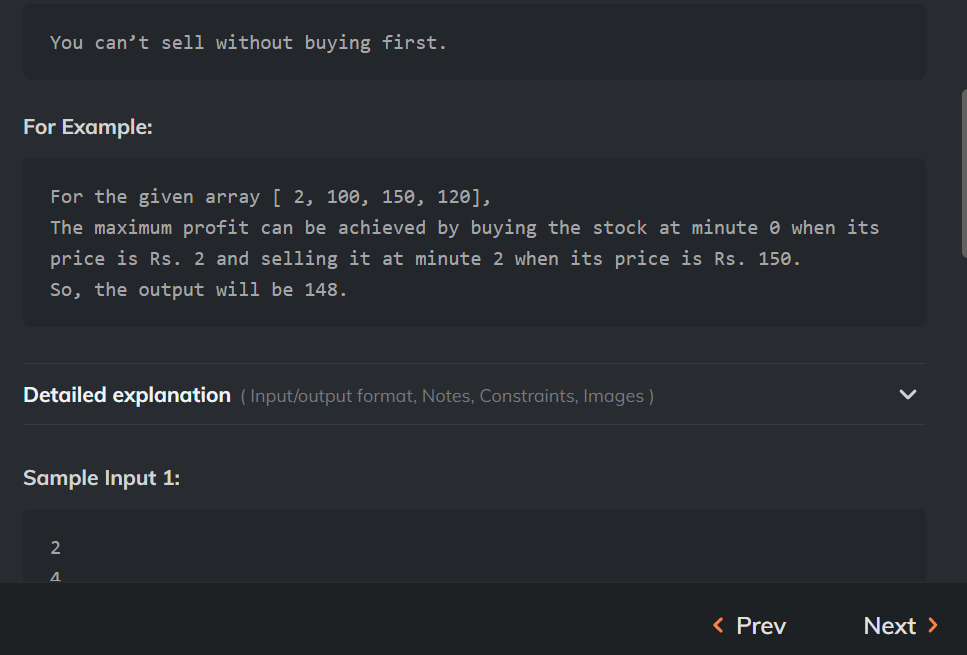 You can’t sell without buying first.
For Example:
For the given array [ 2, 100, 150, 120],
The maximum profit can be achieved by buying the stock at minute 0 when its
price is Rs. 2 and selling it at minute 2 when its price is Rs. 150.
So, the output will be 148.
Detailed explanation ( Input/output format, Notes, Constraints, Images )
Sample Input 1:
2
4
Prev Next